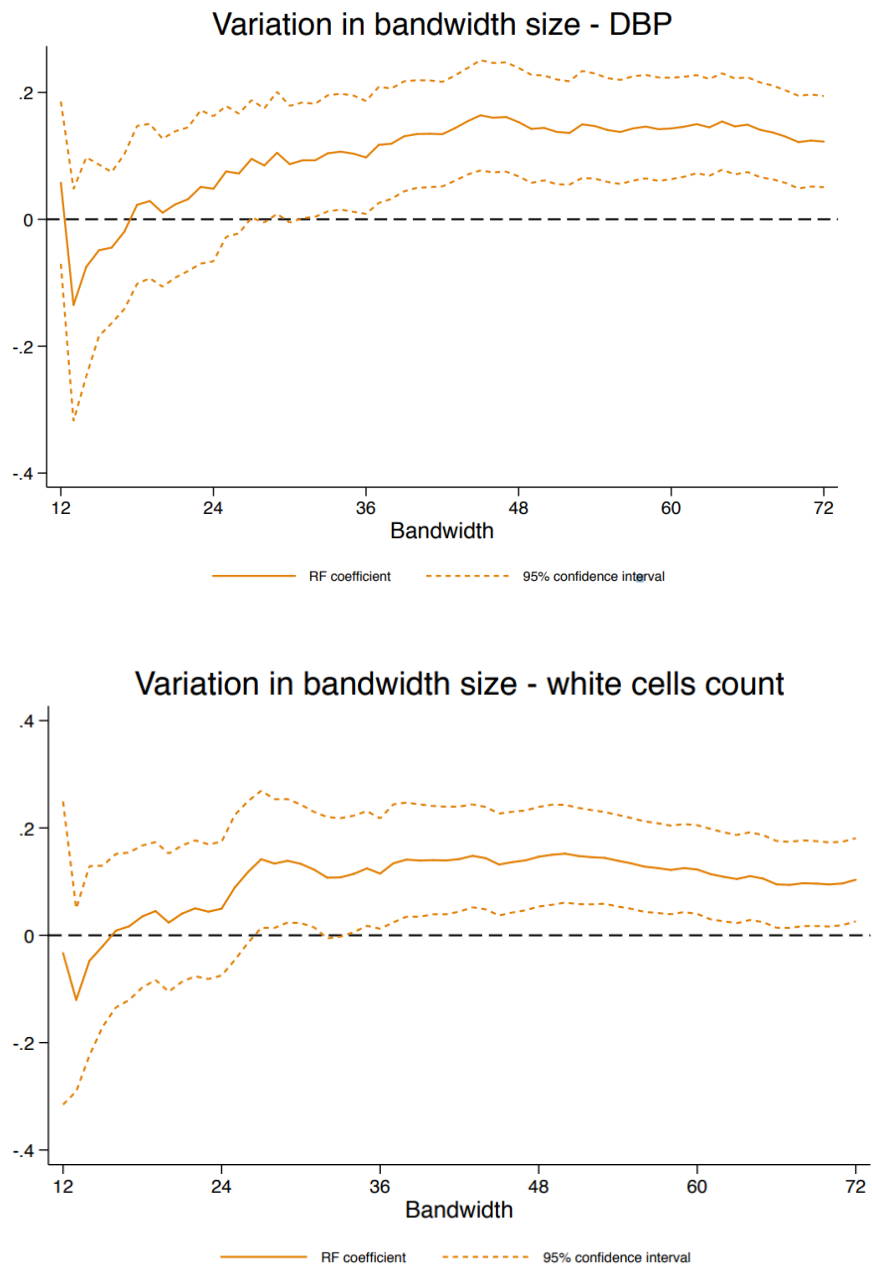 Variation in bandwidth size - DBP
.2
0
-.2
-.4
12 24 36 48 60 72
Bandwidth
RF coefficient 95% confidence interval
Variation in bandwidth size - white cells count
.4
.2
0
-.2
-.4
12 24 36 48 60 72
Bandwidth
RF coefficient 95% confidence interval